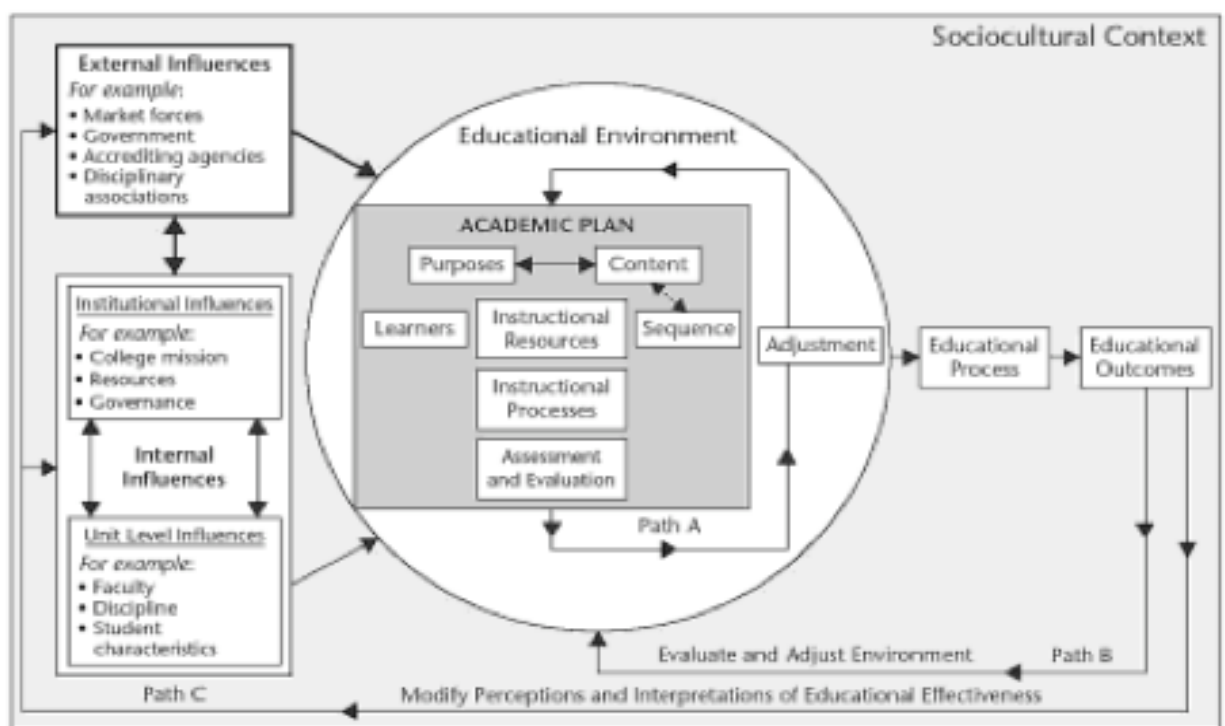 Sociocultural Context
External Influences
For example:
• Market forces
• Government
• Accrediting agencies
• Disciplinary
associations
Institutional Influences
For example:
• College mission
• Resources
• Governance
Internal
Influences
Unit Level Influences
For example:
• Faculty
• Discipline
• Student
characteristics
Educational Environment
ACADEMIC PLAN
Purposes
Content
Learners
Instructional
Resources
Sequence
Instructional
Processes
Assessment
and Evaluation
Path A
Adjustment
Educational
Process
Educational
Outcomes
Evaluate and Adjust Environment
Path B
Path C
Modify Perceptions and Interpretations of Educational Effectiveness